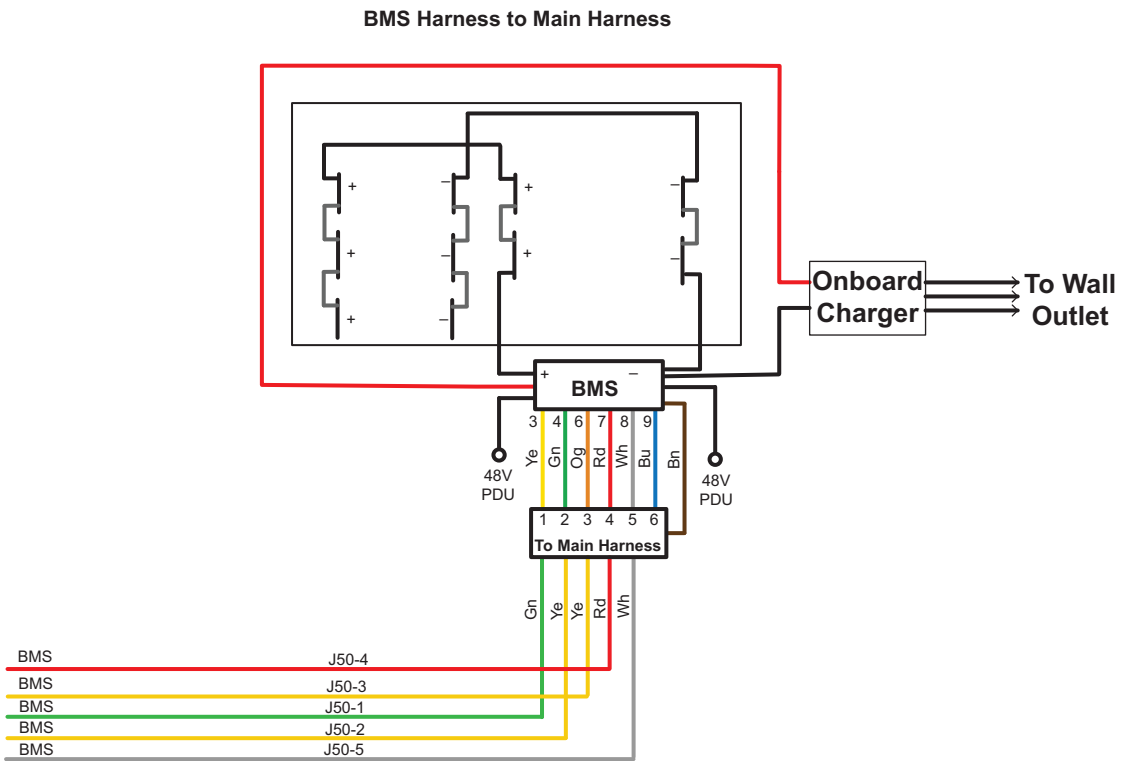 BMS Harness to Main Harness
+ – + –
+ – + –
+ –
Onboard
Charger
To Wall
Outlet
+ –
BMS
3 4 6 7 8 9
Ye Gn Og Rd Wh Bu Bn
48V
PDU
48V
PDU
1 2 3 4 5 6
To Main Harness
Gn Ye Ye Rd Wh
BMS J50-4
BMS J50-3
BMS J50-1
BMS J50-2
BMS J50-5